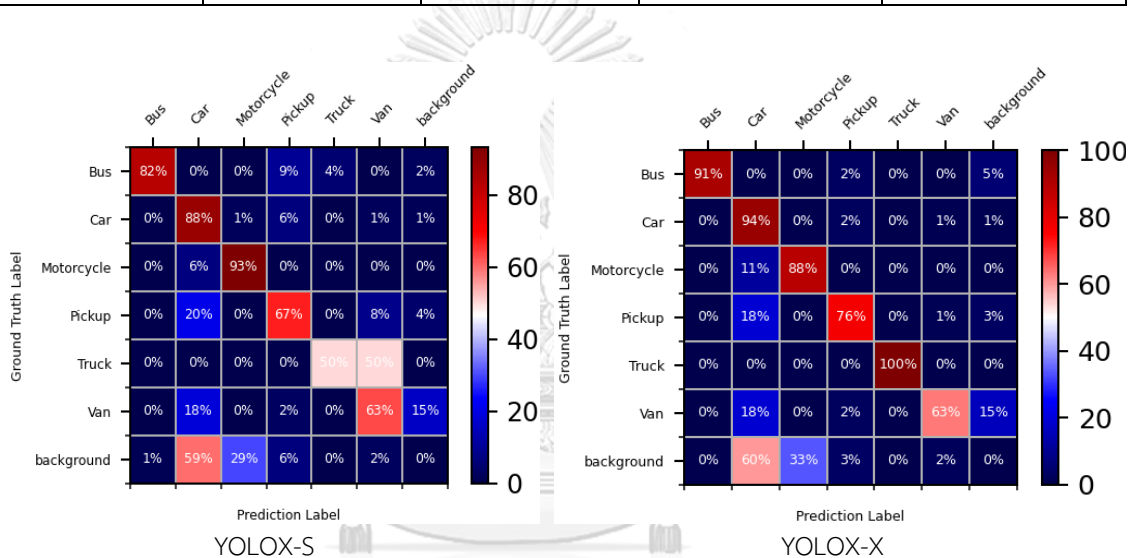 Bus Car Motorcycle Pickup Truck Van background
Bus 82% 0% 0% 9% 4% 0% 2%
Car 0% 88% 1% 6% 0% 1% 1%
Motorcycle 0% 6% 93% 0% 0% 0% 0%
Pickup 0% 20% 0% 67% 0% 8% 4%
Truck 0% 0% 0% 0% 50% 50% 0%
Van 0% 18% 0% 2% 0% 63% 15%
background 1% 59% 29% 6% 0% 2% 0%
Ground Truth Label
Prediction Label
80
60
40
20
0
YOLOX-S
Bus Car Motorcycle Pickup Truck Van background
Bus 91% 0% 0% 2% 0% 0% 5%
Car 0% 94% 0% 2% 0% 1% 1%
Motorcycle 0% 11% 88% 0% 0% 0% 0%
Pickup 0% 18% 0% 76% 0% 1% 3%
Truck 0% 0% 0% 0% 100% 0% 0%
Van 0% 18% 0% 2% 0% 63% 15%
background 0% 60% 33% 3% 0% 2% 0%
Ground Truth Label
Prediction Label
100
80
60
40
20
0
YOLOX-X